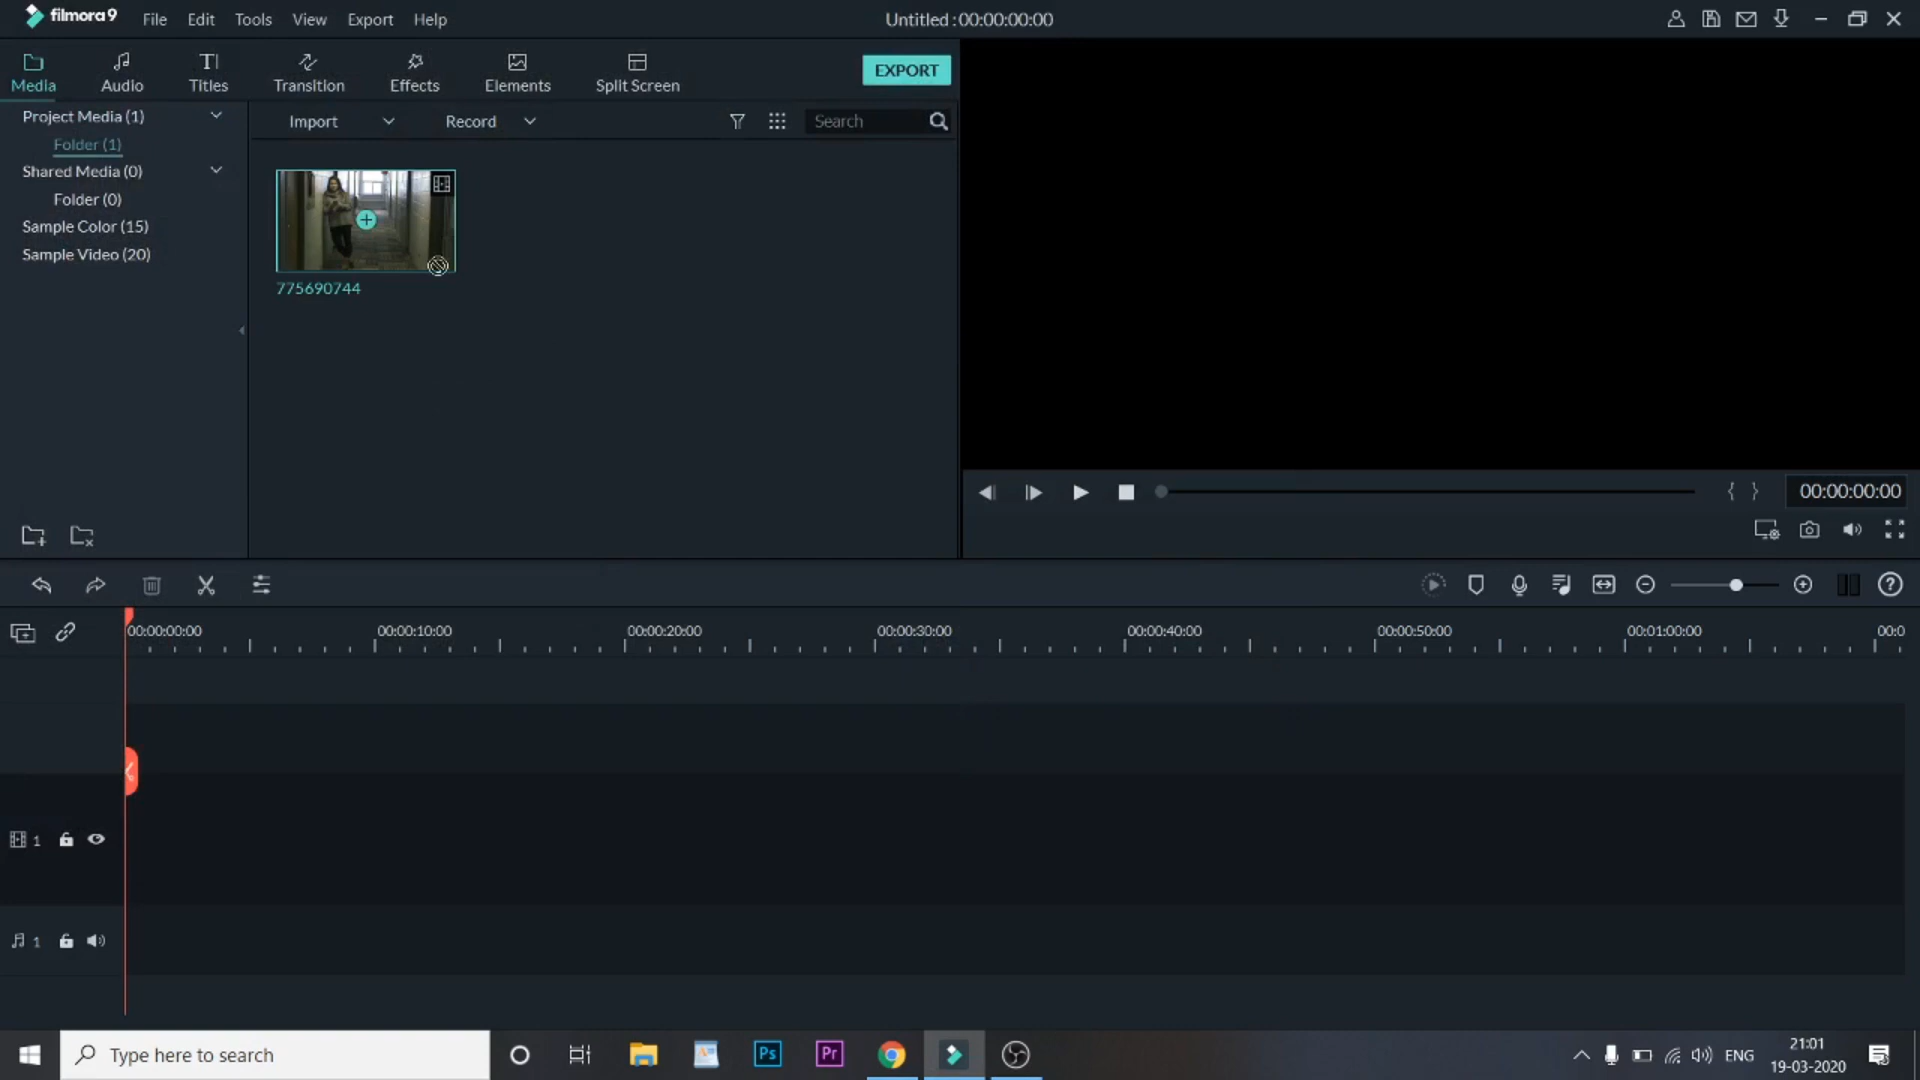 filmora9 File Edit Tools View Export Help Untitled : 00:00:00:00
Media Audio Titles Transition Effects Elements Split Screen EXPORT
Project Media (1)
Folder (1)
Shared Media (0)
Folder (0)
Sample Color (15)
Sample Video (20)
Import Record Search
775690744
00:00:00:00
00:00:00:00 00:00:10:00 00:00:20:00 00:00:30:00 00:00:40:00 00:00:50:00 00:01:00:00 00:0
1
1
Type here to search Ps Pr ENG 21:01
19-03-2020